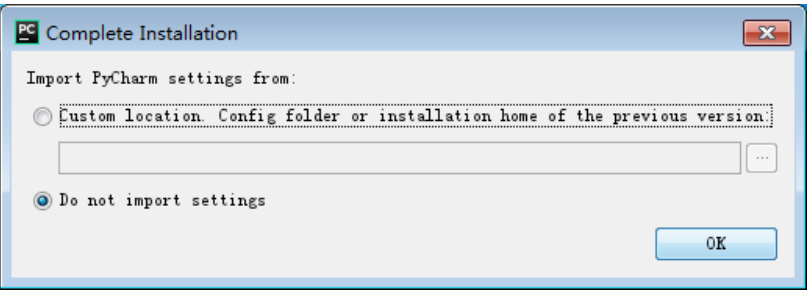 PC Complete Installation
Import PyCharm settings from:
Custom location. Config folder or installation home of the previous version:
...
Do not import settings
OK